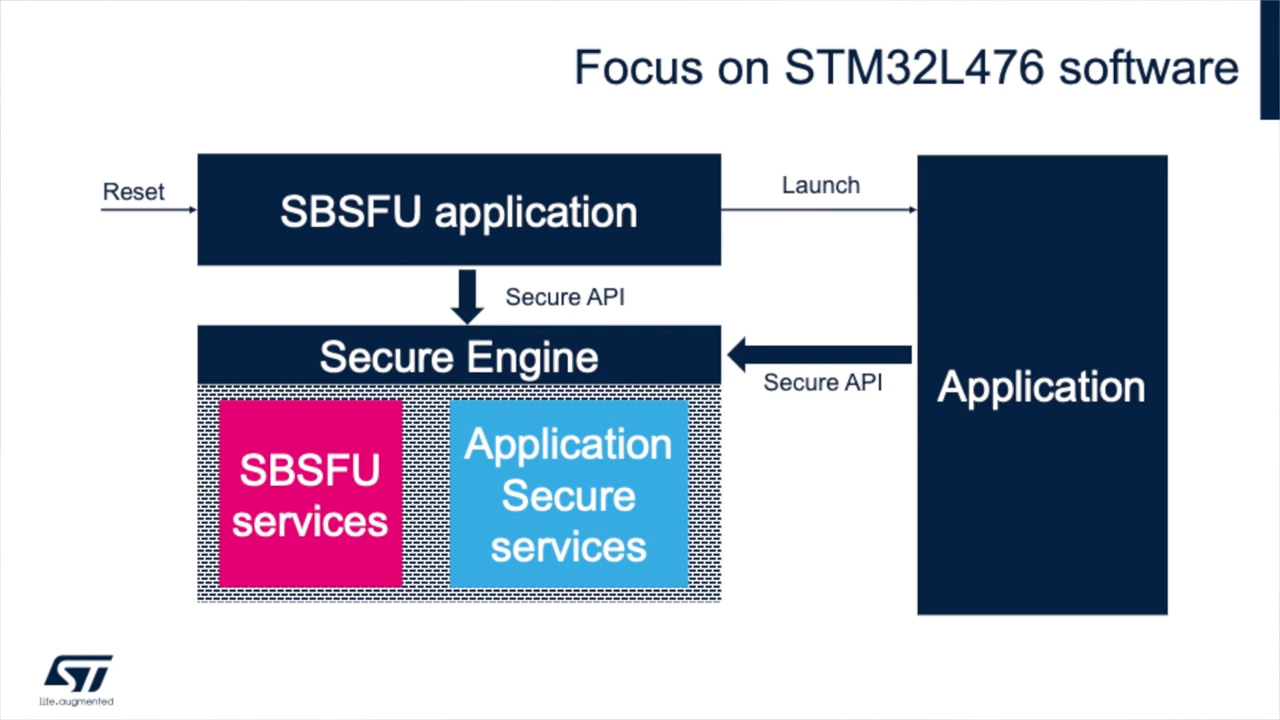 Focus on STM32L476 software
Reset
SBSFU application
Launch
Secure API
Secure Engine
Secure API
Application
SBSFU
services
Application
Secure
services
ST
life.augmented